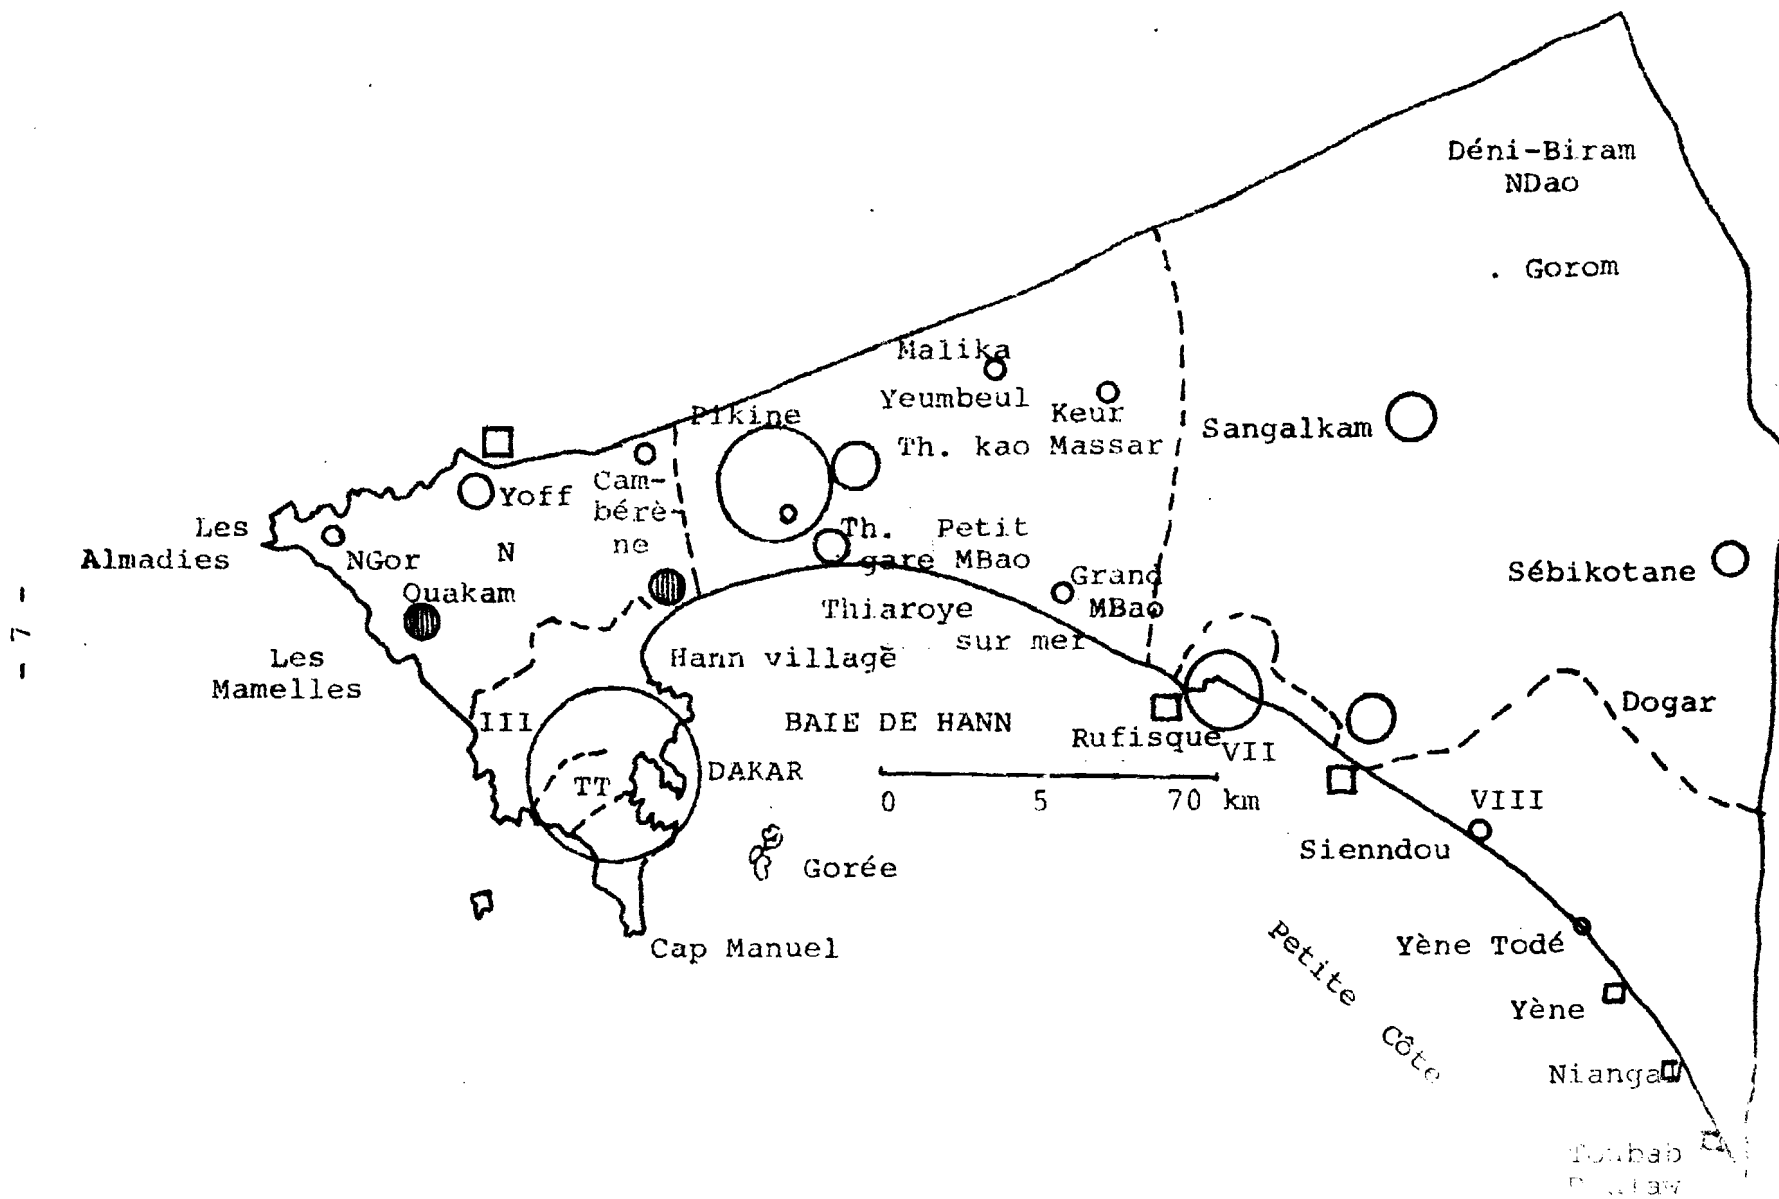 Déni-Biram
NDao
. Gorom
Malika
Yeumbeul
Keur
Massar
Th. kao
Pikine
Sangalkam
Yoff
Cam-
bérè-
ne
Les
Almadies
NGor
N
Th.
gare
Petit
MBao
Sébikotane
Ouakam
Grand
MBao
Thiaroye
sur mer
- 7 -
Les
Mamelles
Hann village
III
BAIE DE HANN
Dogar
Rufisque
VII
TT
DAKAR
0 5 70 km
VIII
Sienndou
Gorée
Cap Manuel
Petite Côte
Yène Todé
Yène
Toubab